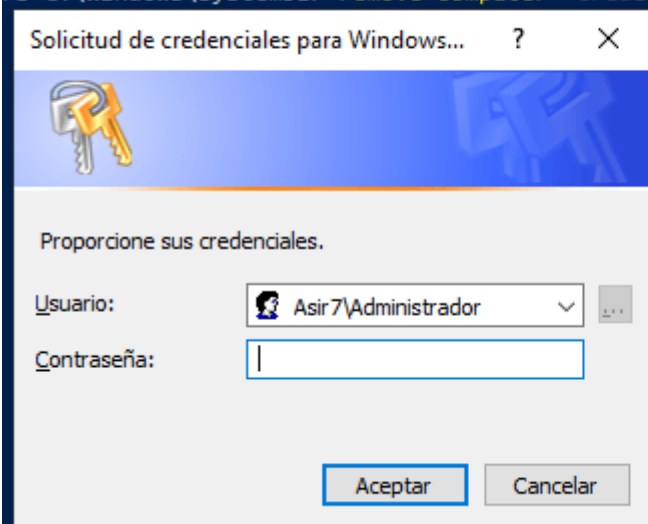 Solicitud de credenciales para Windows... ? X
Proporcione sus credenciales.
Usuario: Asir7\Administrador ...
Contraseña:
Aceptar Cancelar